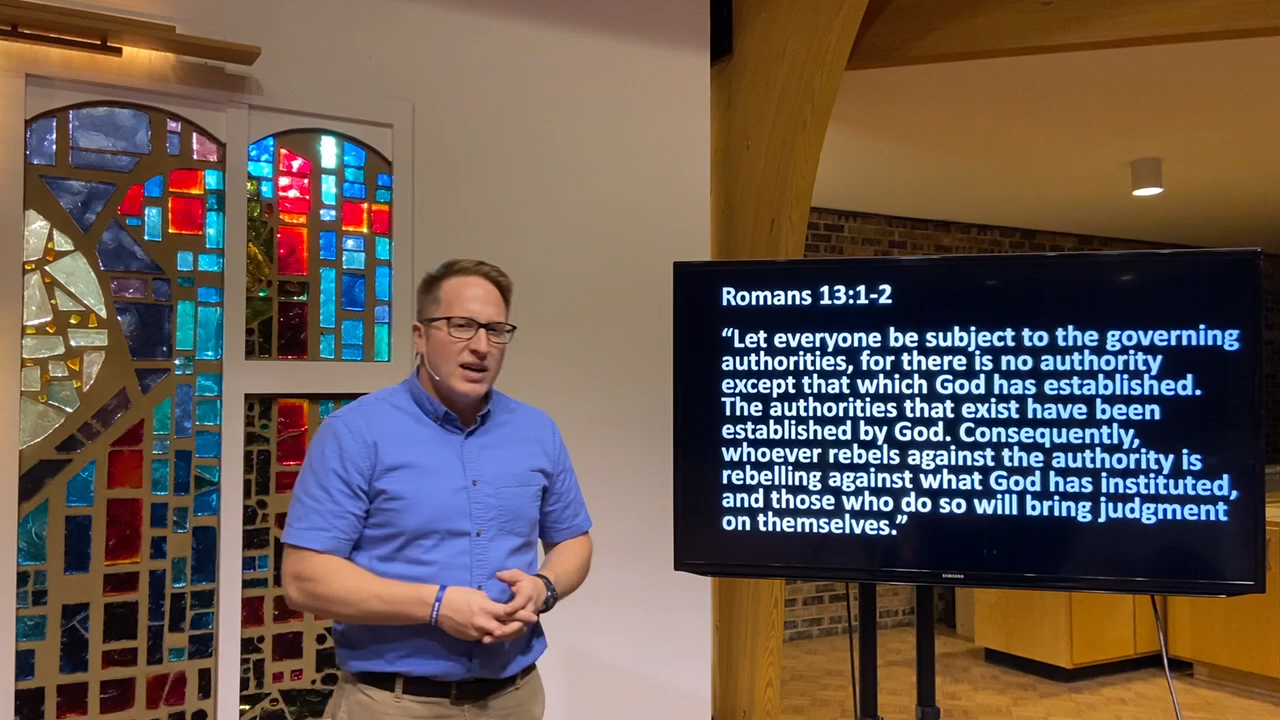 Romans 13:1-2
“Let everyone be subject to the governing
authorities, for there is no authority
except that which God has established.
The authorities that exist have been
established by God. Consequently,
whoever rebels against the authority is
rebelling against what God has instituted,
and those who do so will bring judgment
on themselves.”
SAMSUNG